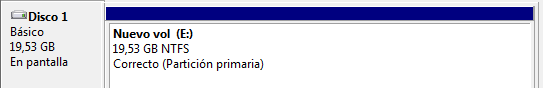 Disco 1
Básico
19,53 GB
En pantalla
Nuevo vol (E:)
19,53 GB NTFS
Correcto (Partición primaria)